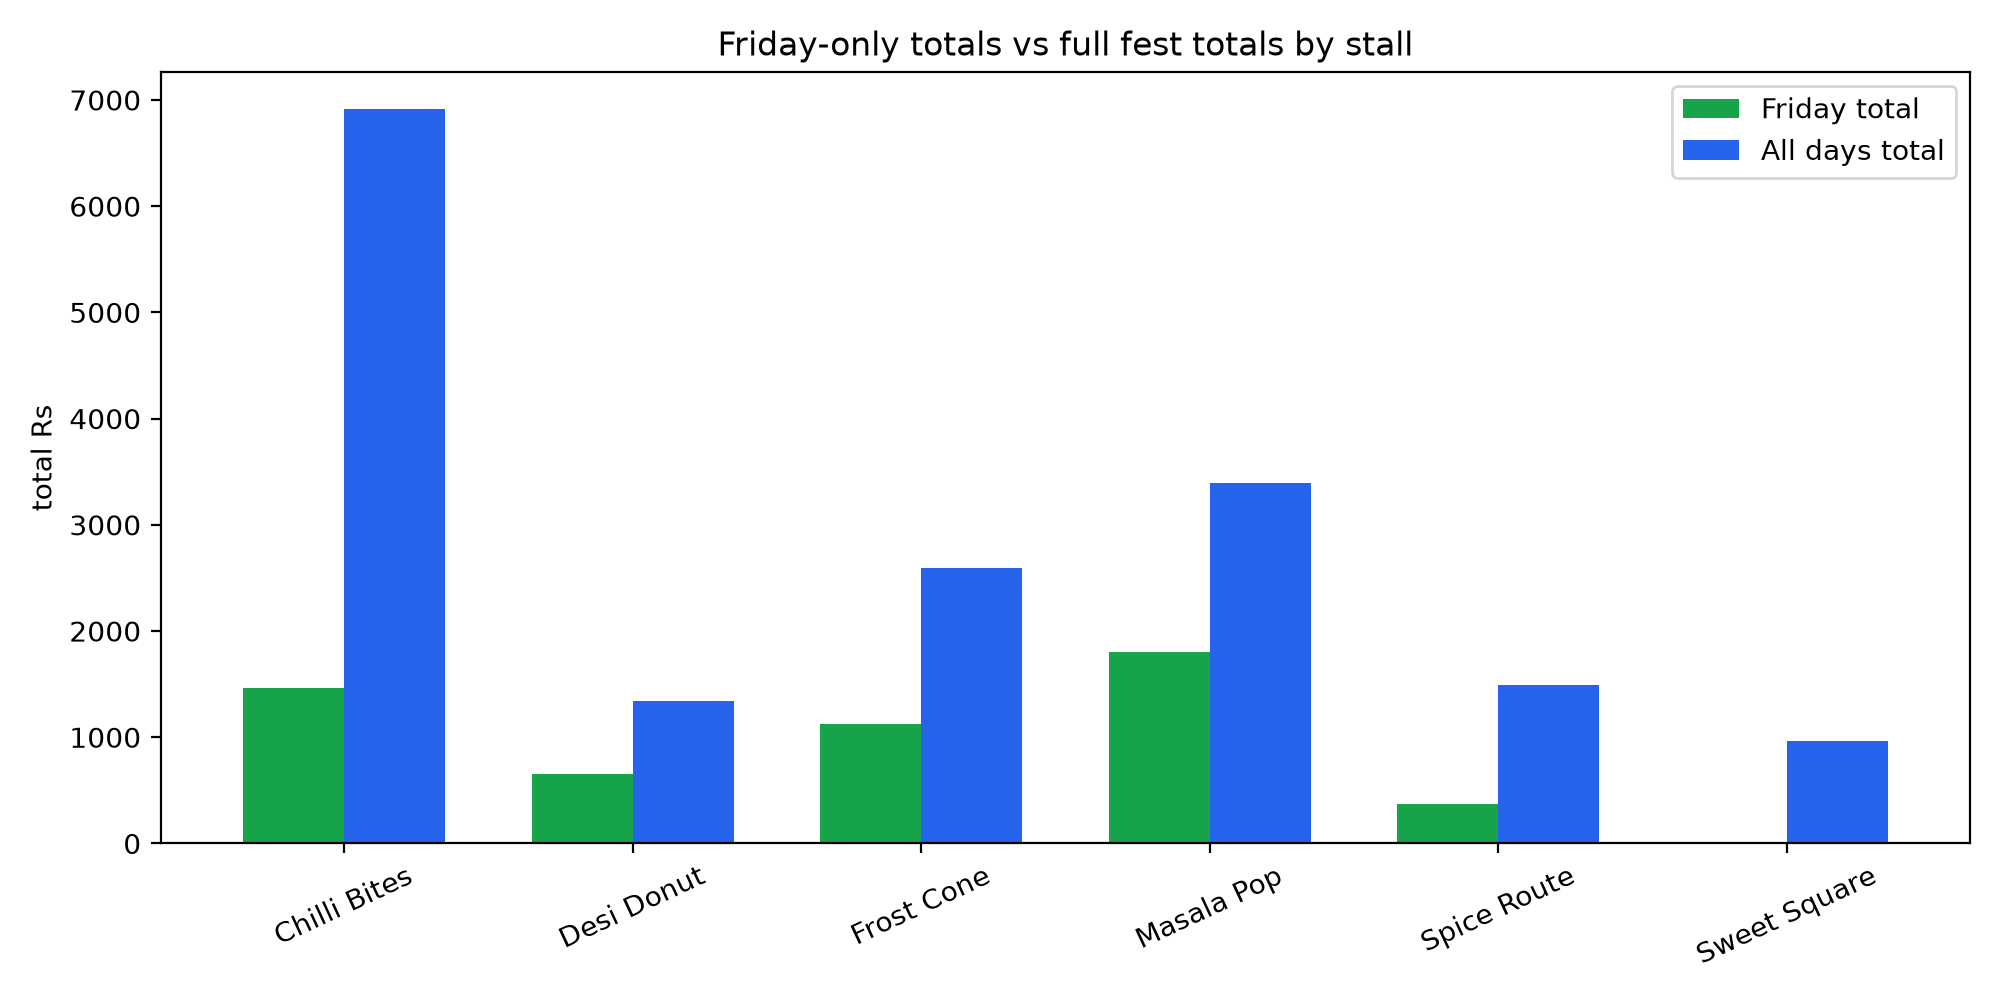 Friday-only totals vs full fest totals by stall
Friday total
All days total
7000
6000
5000
4000
3000
2000
1000
0
total Rs
Chilli Bites
Desi Donut
Frost Cone
Masala Pop
Spice Route
Sweet Square